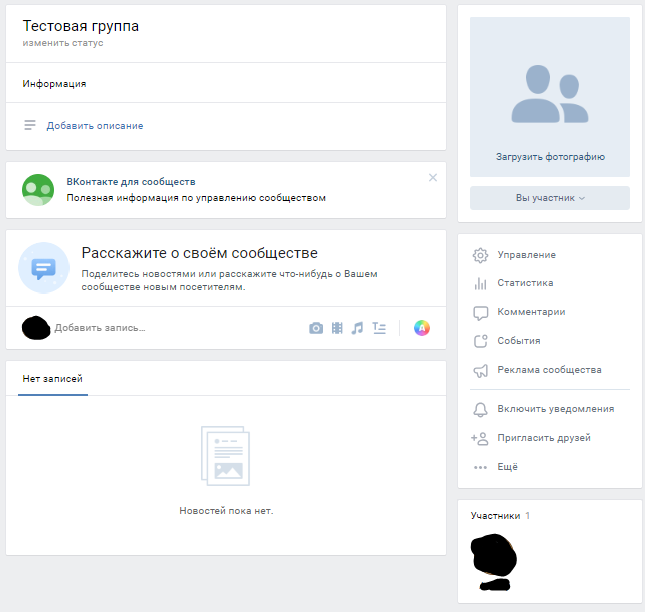 Тестовая группа
изменить статус
Информация
Добавить описание
ВКонтакте для сообществ
Полезная информация по управлению сообществом
Расскажите о своём сообществе
Поделитесь новостями или расскажите что-нибудь о Вашем
сообществе новым посетителям.
Добавить запись...
Нет записей
Новостей пока нет.
Загрузить фотографию
Вы участник
Управление
Статистика
Комментарии
События
Реклама сообщества
Включить уведомления
Пригласить друзей
Ещё
Участники 1